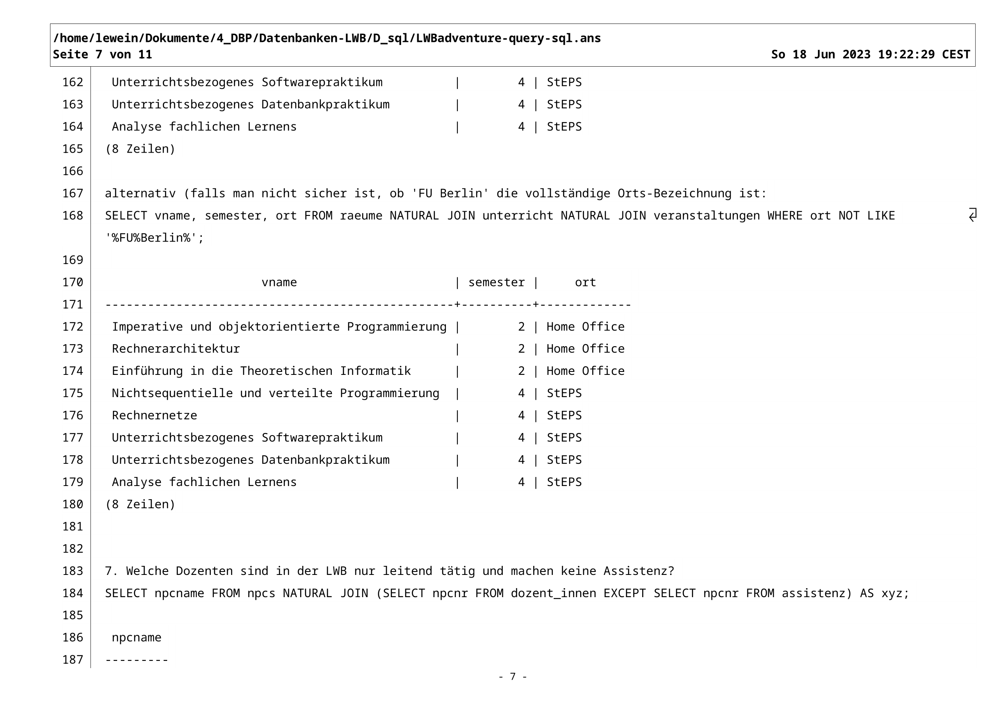 /home/lewein/Dokumente/4_DBP/Datenbanken-LWB/D_sql/LWBadventure-query-sql.ans
Seite 7 von 11 So 18 Jun 2023 19:22:29 CEST
162 Unterrichtsbezogenes Softwarepraktikum | 4 | StEPS
163 Unterrichtsbezogenes Datenbankpraktikum | 4 | StEPS
164 Analyse fachlichen Lernens | 4 | StEPS
165 (8 Zeilen)
166
167 alternativ (falls man nicht sicher ist, ob 'FU Berlin' die vollständige Orts-Bezeichnung ist:
168 SELECT vname, semester, ort FROM raeume NATURAL JOIN unterricht NATURAL JOIN veranstaltungen WHERE ort NOT LIKE
'%FU%Berlin%';
169
170 vname | semester | ort
171 -------------------------------------------------+----------+-------------
172 Imperative und objektorientierte Programmierung | 2 | Home Office
173 Rechnerarchitektur | 2 | Home Office
174 Einführung in die Theoretischen Informatik | 2 | Home Office
175 Nichtsequentielle und verteilte Programmierung | 4 | StEPS
176 Rechnernetze | 4 | StEPS
177 Unterrichtsbezogenes Softwarepraktikum | 4 | StEPS
178 Unterrichtsbezogenes Datenbankpraktikum | 4 | StEPS
179 Analyse fachlichen Lernens | 4 | StEPS
180 (8 Zeilen)
181
182
183 7. Welche Dozenten sind in der LWB nur leitend tätig und machen keine Assistenz?
184 SELECT npcname FROM npcs NATURAL JOIN (SELECT npcnr FROM dozent_innen EXCEPT SELECT npcnr FROM assistenz) AS xyz;
185
186 npcname
187 ---------
- 7 -